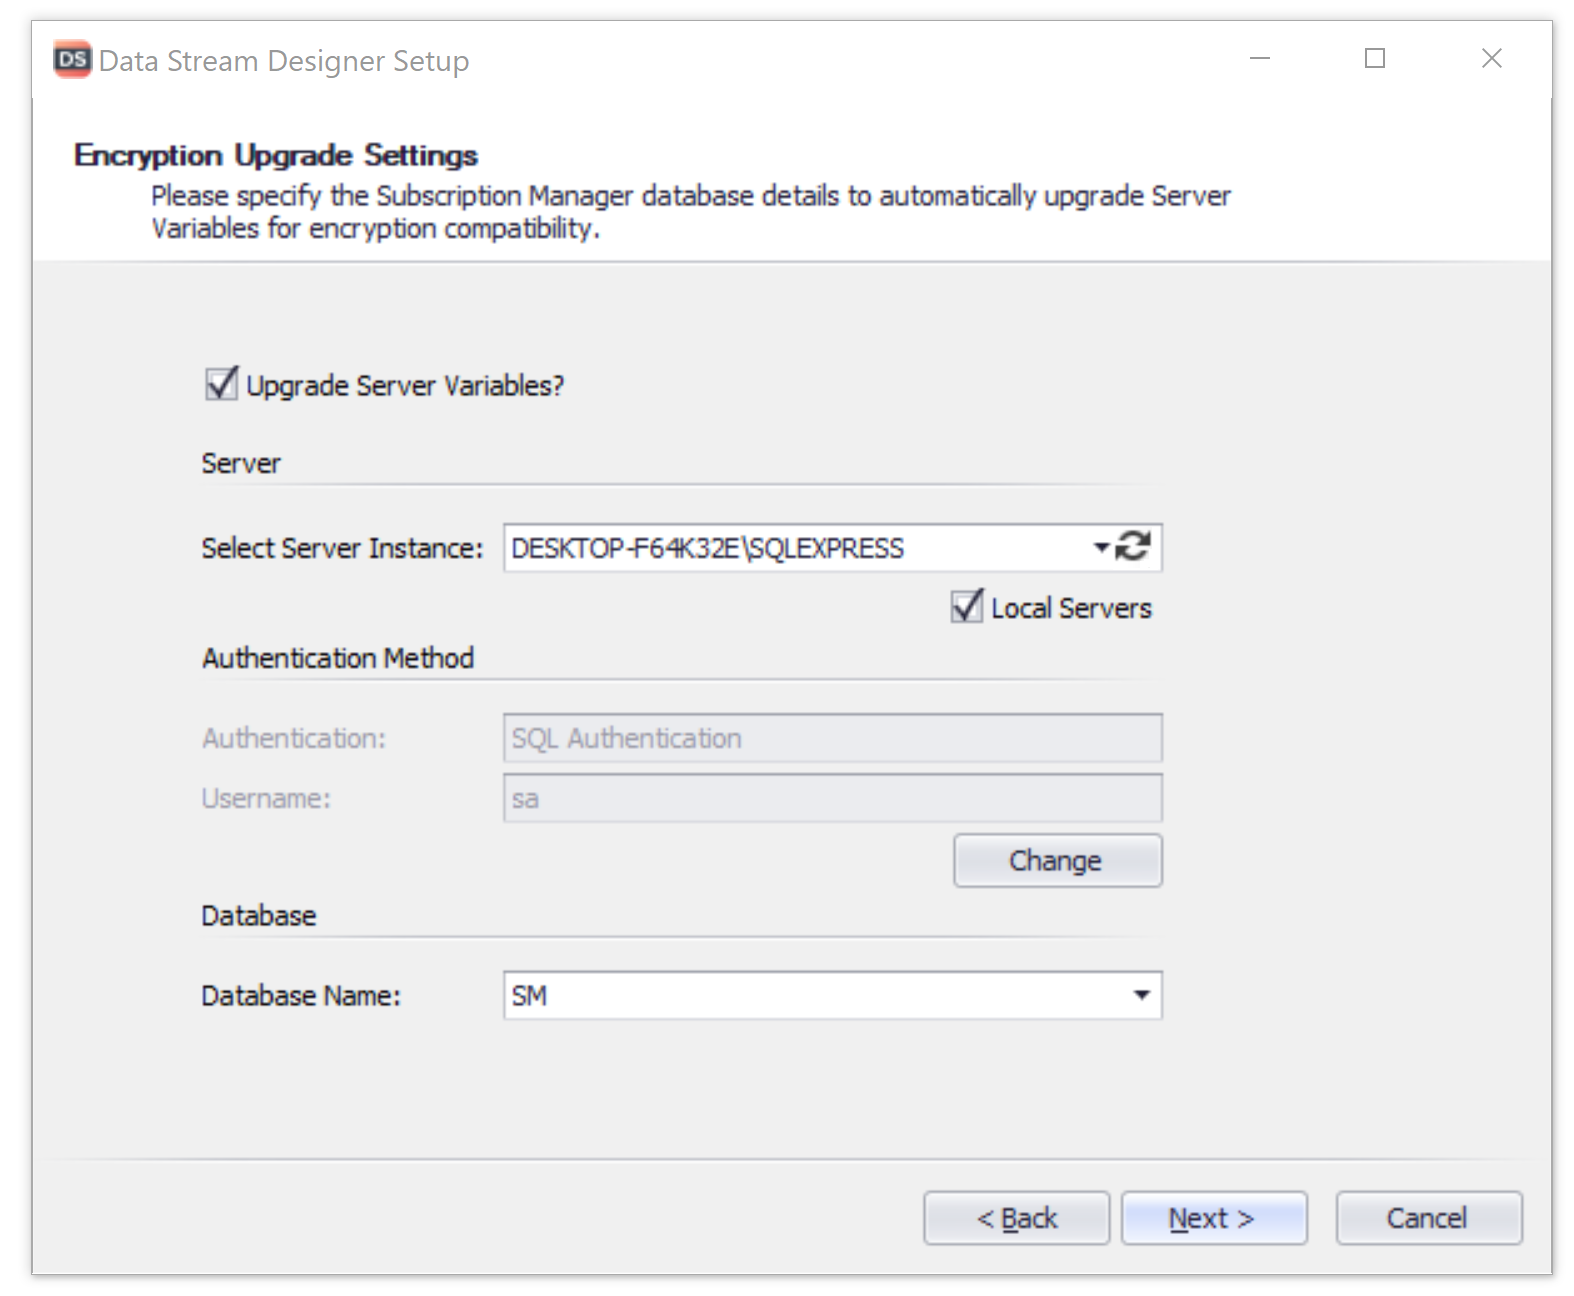 DS Data Stream Designer Setup
Encryption Upgrade Settings
Please specify the Subscription Manager database details to automatically upgrade Server
Variables for encryption compatibility.
Upgrade Server Variables?
Server
Select Server Instance: DESKTOP-F64K32E\SQLEXPRESS
Local Servers
Authentication Method
Authentication: SQL Authentication
Username: sa
Change
Database
Database Name: SM
< Back Next > Cancel